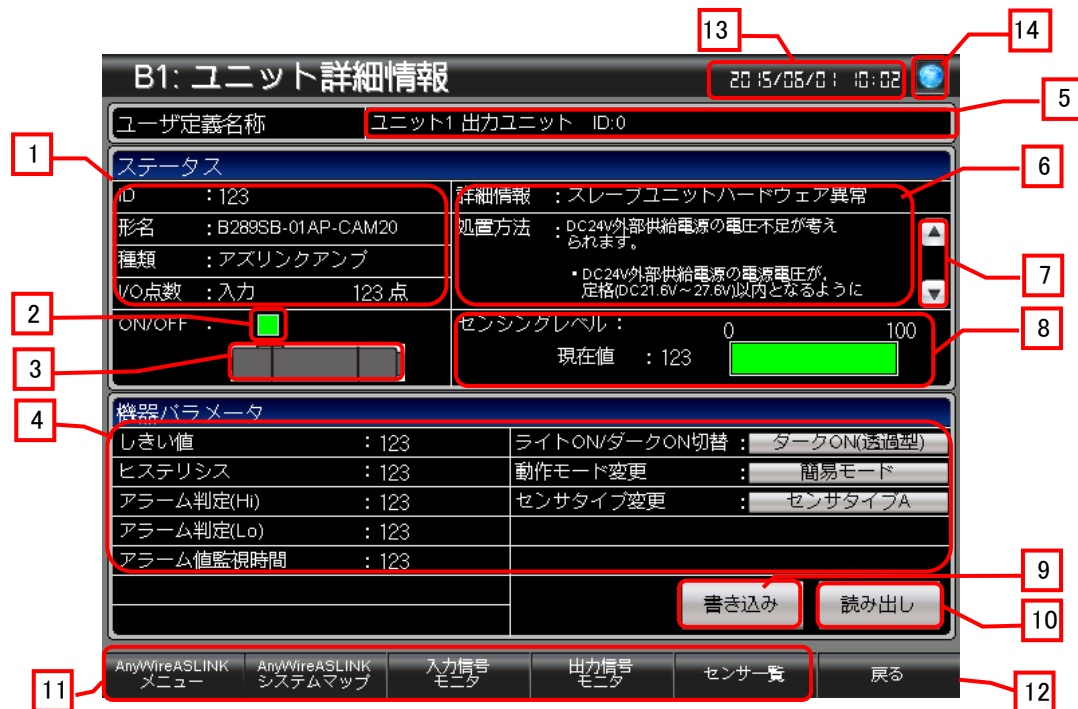 13
14
B1: ユニット詳細情報
2015/06/01 10:02
5
ユーザ定義名称
ユニット1 出力ユニット ID:0
1
ステータス
6
ID :123
詳細情報 :スレーブユニットハードウェア異常
形名 :B289SB-01AP-CAM20
処置方法 :DC24V外部供給電源の電圧不足が考え
られます。
種類 :アズリンクアンプ
・DC24V外部供給電源の電源電圧が,
定格(DC21.6V～27.6V)以内となるように
7
I/O点数 :入力 123 点
2
ON/OFF :
センシングレベル:
0 100
8
現在値 :123
3
機器パラメータ
4
しきい値 :123
ライトON/ダークON切替: ダークON(透過型)
ヒステリシス :123
動作モード変更 : 簡易モード
アラーム判定(Hi) :123
センサタイプ変更 : センサタイプA
アラーム判定(Lo) :123
アラーム値監視時間 :123
9
書き込み
読み出し
10
11
AnyWireASLINK
メニュー
AnyWireASLINK
システムマップ
入力信号
モニタ
出力信号
モニタ
センサ一覧
戻る
12